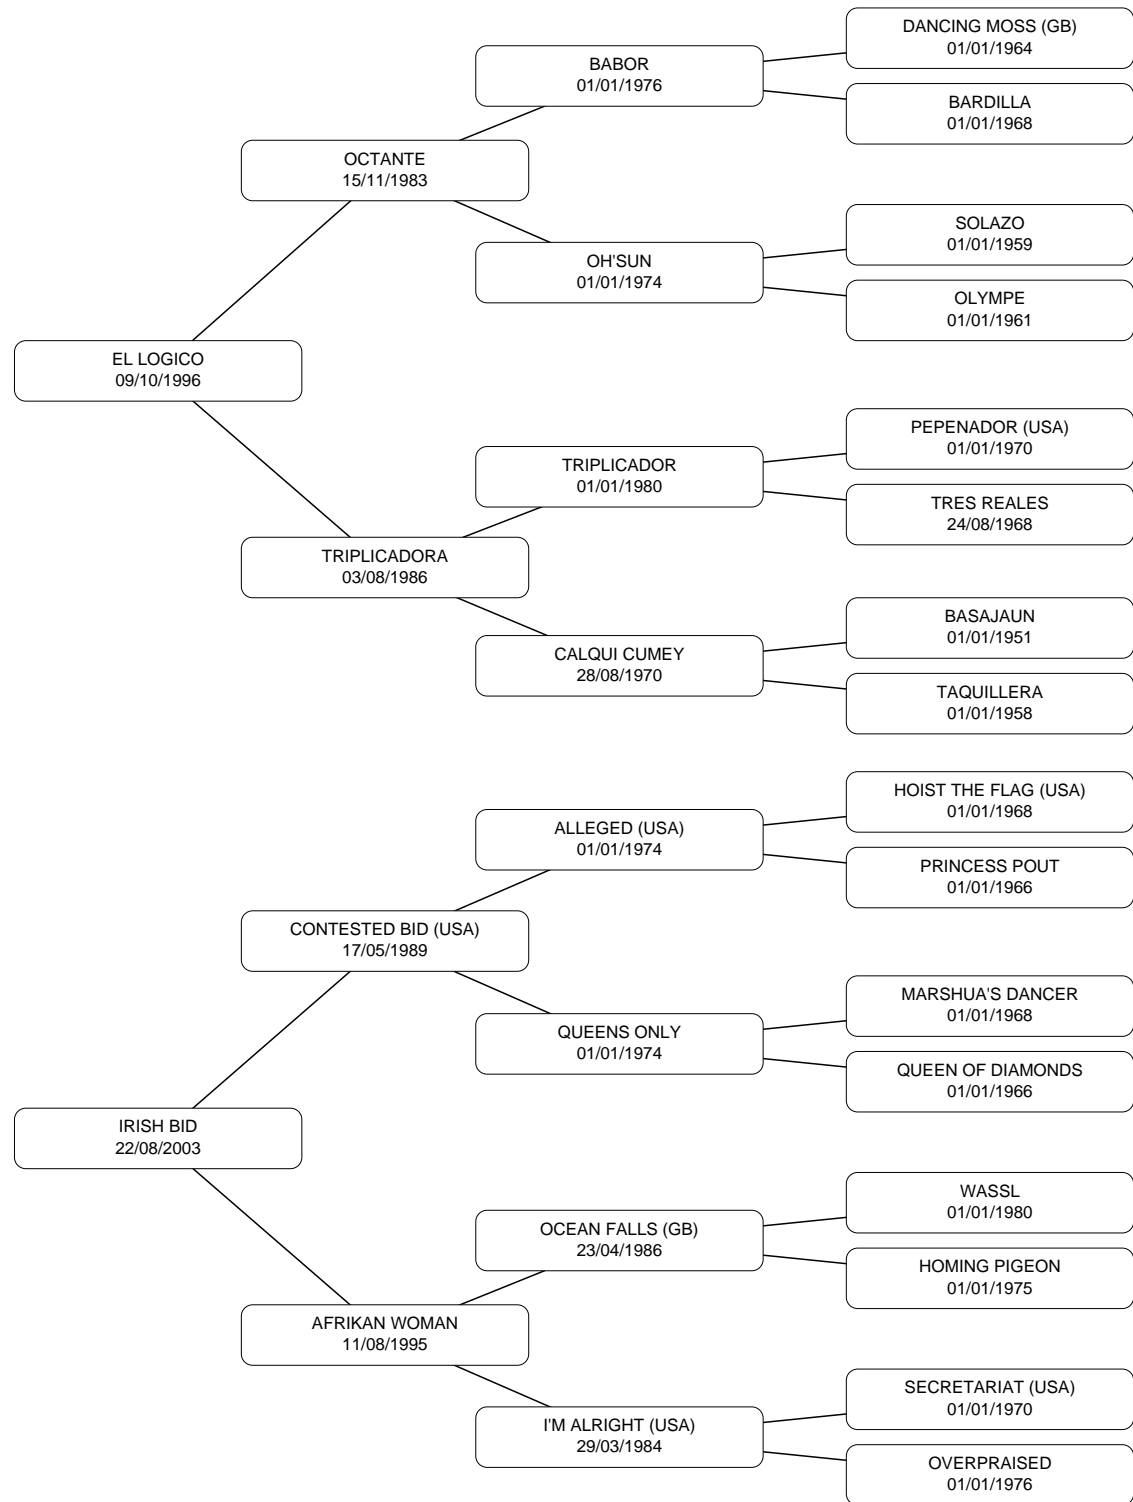 DANCING MOSS (GB)
01/01/1964
BABOR
01/01/1976
BARDILLA
01/01/1968
OCTANTE
15/11/1983
SOLAZO
01/01/1959
OH'SUN
01/01/1974
OLYMPE
01/01/1961
EL LOGICO
09/10/1996
PEPENADOR (USA)
01/01/1970
TRIPLICADOR
01/01/1980
TRES REALES
24/08/1968
TRIPLICADORA
03/08/1986
BASAJAUN
01/01/1951
CALQUI CUMEY
28/08/1970
TAQUILLERA
01/01/1958
HOIST THE FLAG (USA)
01/01/1968
ALLEGED (USA)
01/01/1974
PRINCESS POUT
01/01/1966
CONTESTED BID (USA)
17/05/1989
MARSHUA'S DANCER
01/01/1968
QUEENS ONLY
01/01/1974
QUEEN OF DIAMONDS
01/01/1966
IRISH BID
22/08/2003
WASSL
01/01/1980
OCEAN FALLS (GB)
23/04/1986
HOMING PIGEON
01/01/1975
AFRIKAN WOMAN
11/08/1995
SECRETARIAT (USA)
01/01/1970
I'M ALRIGHT (USA)
29/03/1984
OVERPRAISED
01/01/1976